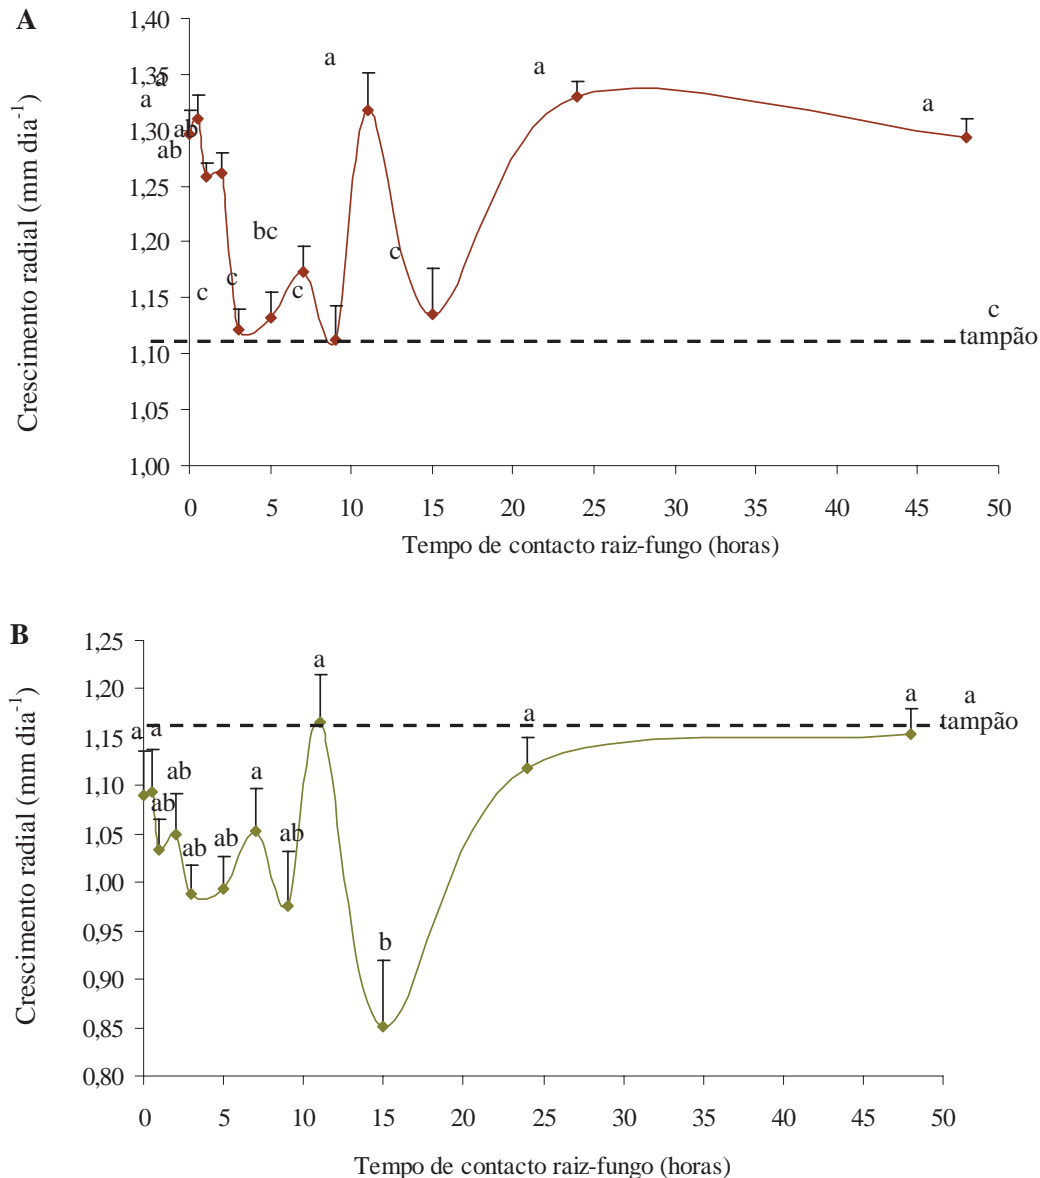 A
1,40
a
a
1,35
a
a
a
a
1,30
ab
ab
1,25
bc
1,20
c
c
c
c
1,15
c
tampão
1,10
1,05
1,00
0 5 10 15 20 25 30 35 40 45 50
Crescimento radial (mm dia-1)
Tempo de contacto raiz-fungo (horas)
B
1,25
a
1,20
a
a
a
tampão
a
a
1,15
ab
a
1,10
ab
ab
ab
ab
1,05
1,00
b
0,95
0,90
0,85
0,80
0 5 10 15 20 25 30 35 40 45 50
Crescimento radial (mm dia-1)
Tempo de contacto raiz-fungo (horas)